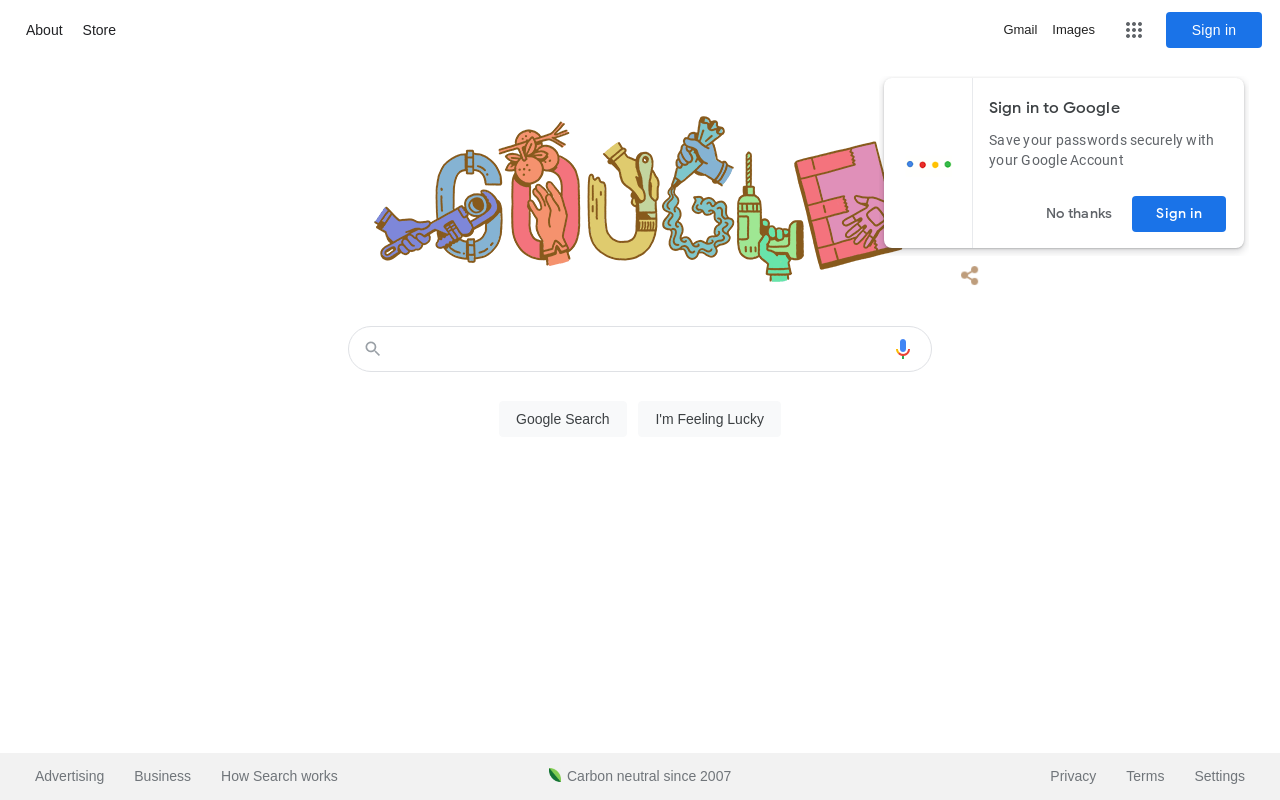 About Store
Gmail Images
Sign in
Sign in to Google
Save your passwords securely with
your Google Account
No thanks Sign in
GOOGLE
Google Search I'm Feeling Lucky
Advertising Business How Search works
Carbon neutral since 2007
Privacy Terms Settings